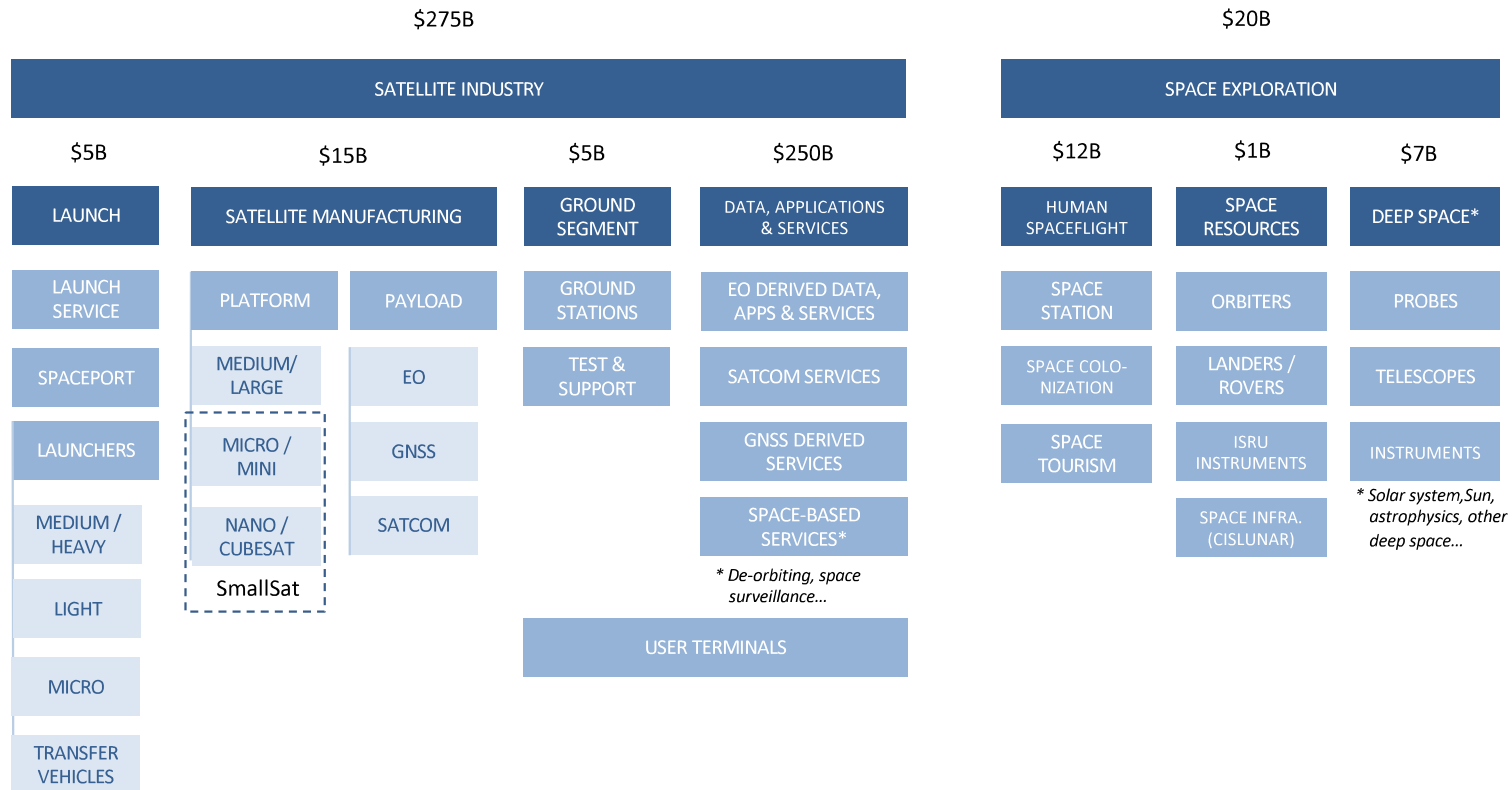 $275B
$20B
SATELLITE INDUSTRY
SPACE EXPLORATION
$5B
$15B
$5B
$250B
$12B
$1B
$7B
LAUNCH
SATELLITE MANUFACTURING
GROUND
SEGMENT
DATA, APPLICATIONS
& SERVICES
HUMAN
SPACEFLIGHT
SPACE
RESOURCES
DEEP SPACE*
LAUNCH
SERVICE
SPACEPORT
LAUNCHERS
MEDIUM /
HEAVY
LIGHT
MICRO
TRANSFER
VEHICLES
PLATFORM
MEDIUM/
LARGE
MICRO /
MINI
NANO /
CUBESAT
SmallSat
PAYLOAD
EO
GNSS
SATCOM
GROUND
STATIONS
TEST &
SUPPORT
EO DERIVED DATA,
APPS & SERVICES
SATCOM SERVICES
GNSS DERIVED
SERVICES
SPACE-BASED
SERVICES*
* De-orbiting, space
surveillance...
USER TERMINALS
SPACE
STATION
SPACE COLO-
NIZATION
SPACE
TOURISM
ORBITERS
LANDERS /
ROVERS
ISRU
INSTRUMENTS
SPACE INFRA.
(CISLUNAR)
PROBES
TELESCOPES
INSTRUMENTS
* Solar system,Sun,
astrophysics, other
deep space...